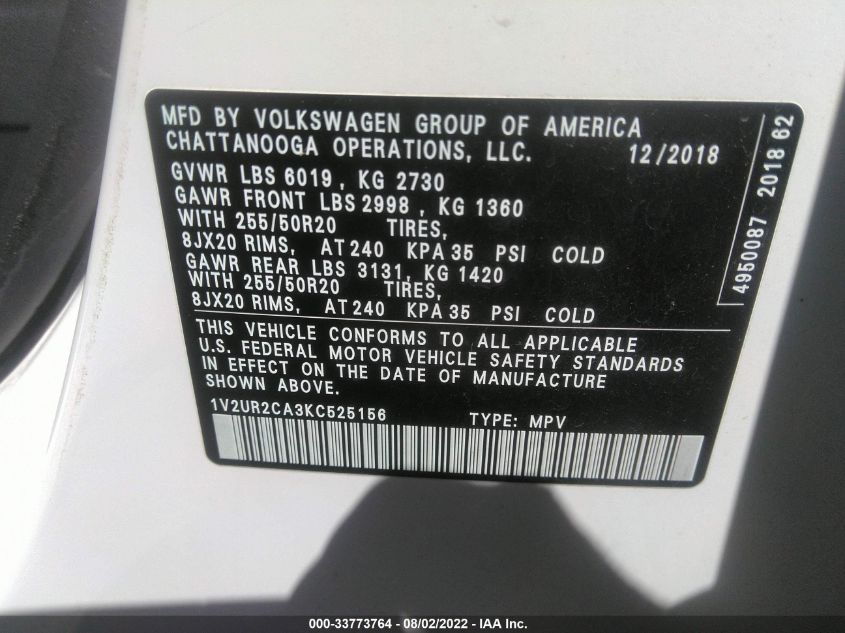 MFD BY VOLKSWAGEN GROUP OF AMERICA
CHATTANOOGA OPERATIONS, LLC. 12/2018
GVWR LBS 6019, KG 2730
GAWR FRONT LBS 2998, KG 1360
WITH 255/50R20 TIRES,
8JX20 RIMS, AT 240 KPA 35 PSI COLD
GAWR REAR LBS 3131, KG 1420
WITH 255/50R20 TIRES,
8JX20 RIMS, AT 240 KPA 35 PSI COLD
THIS VEHICLE CONFORMS TO ALL APPLICABLE
U.S. FEDERAL MOTOR VEHICLE SAFETY STANDARDS
IN EFFECT ON THE DATE OF MANUFACTURE
SHOWN ABOVE.
1V2UR2CA3KC525156 TYPE: MPV
4950087 2018 62
000-33773764 - 08/02/2022 - IAA Inc.